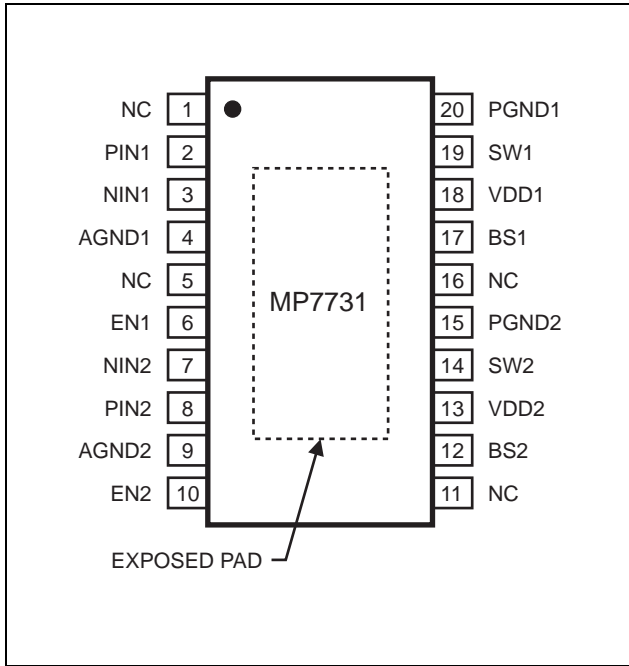 NC 1 20 PGND1
PIN1 2 19 SW1
NIN1 3 18 VDD1
AGND1 4 17 BS1
NC 5 16 NC
MP7731
EN1 6 15 PGND2
NIN2 7 14 SW2
PIN2 8 13 VDD2
AGND2 9 12 BS2
EN2 10 11 NC
EXPOSED PAD